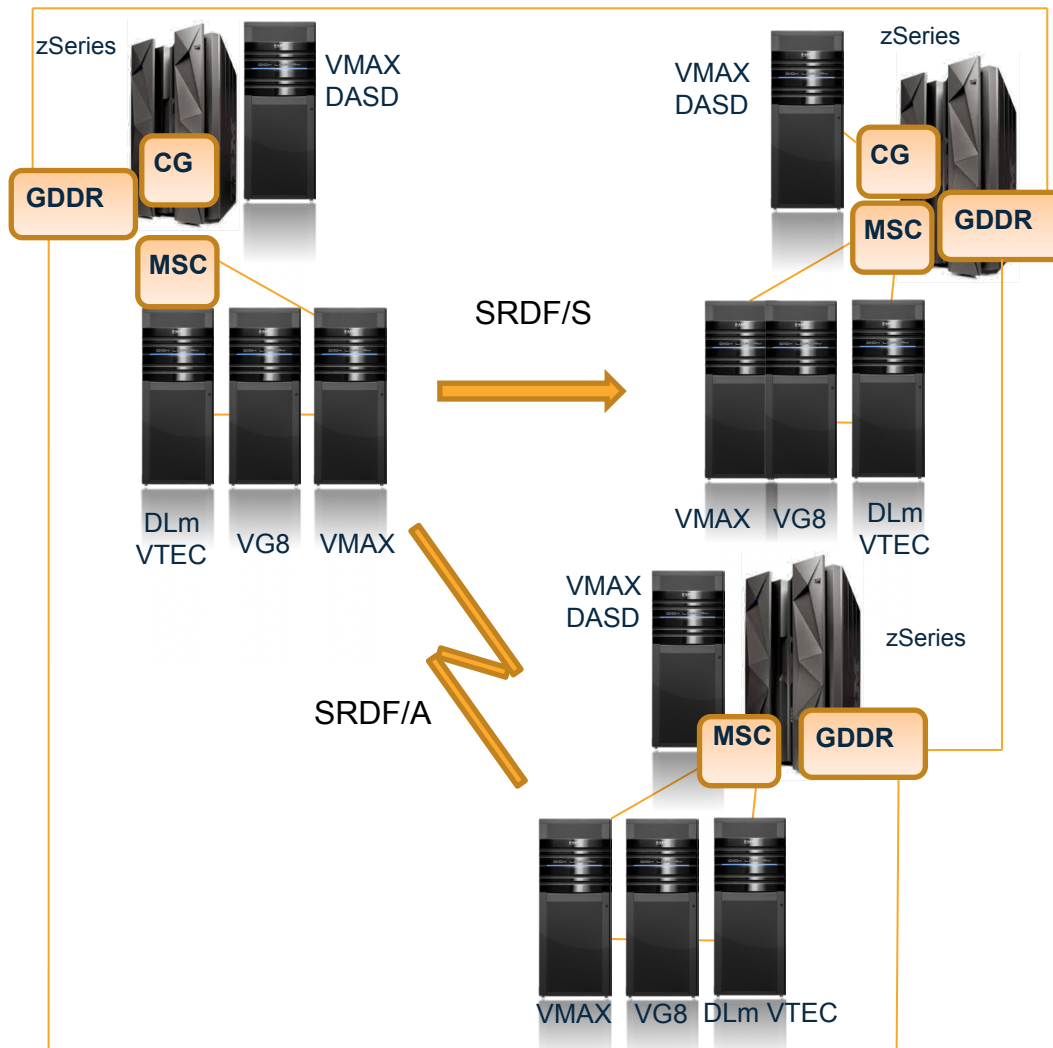 zSeries
VMAX
DASD
CG
GDDR
MSC
DLm
VTEC
VG8
VMAX
SRDF/S
zSeries
VMAX
DASD
CG
MSC
GDDR
VMAX
VG8
DLm
VTEC
SRDF/A
VMAX
DASD
zSeries
MSC
GDDR
VMAX
VG8
DLm VTEC